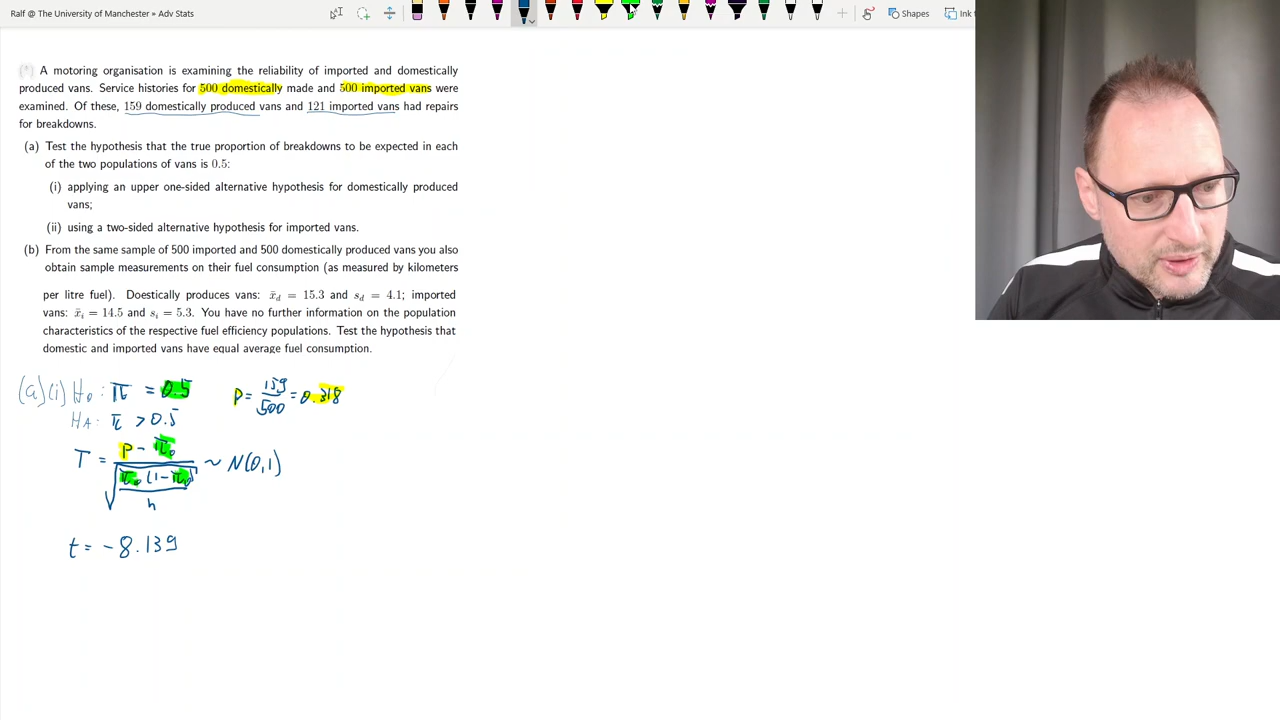 Ralf @ The University of Manchester » Adv Stats
Shapes
Ink t
(*) A motoring organisation is examining the reliability of imported and domestically
produced vans. Service histories for 500 domestically made and 500 imported vans were
examined. Of these, 159 domestically produced vans and 121 imported vans had repairs
for breakdowns.
(a) Test the hypothesis that the true proportion of breakdowns to be expected in each
of the two populations of vans is 0.5:
(i) applying an upper one-sided alternative hypothesis for domestically produced
vans;
(ii) using a two-sided alternative hypothesis for imported vans.
(b) From the same sample of 500 imported and 500 domestically produced vans you also
obtain sample measurements on their fuel consumption (as measured by kilometers
per litre fuel). Doestically produces vans: x̄_d = 15.3 and s_d = 4.1; imported
vans: x̄_i = 14.5 and s_i = 5.3. You have no further information on the population
characteristics of the respective fuel efficiency populations. Test the hypothesis that
domestic and imported vans have equal average fuel consumption.
(a)(i) H₀: π = 0.5 p = 159/500 = 0.318
H_A: π > 0.5
T = (p - π₀) / √(π₀(1-π₀)/n) ~ N(0,1)
t = -8.139